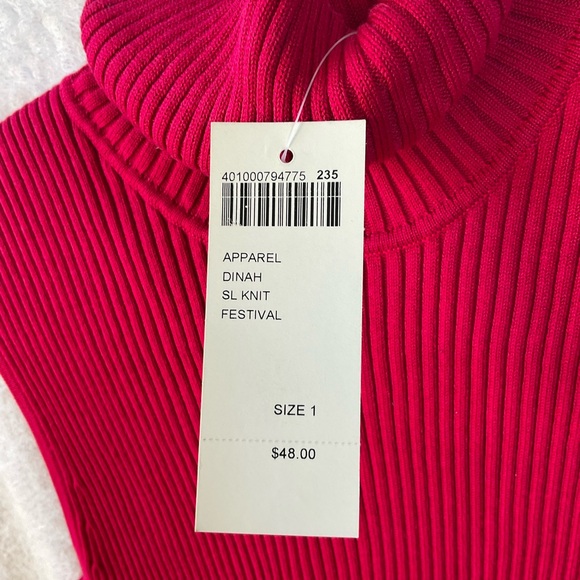 401000794775 235
APPAREL
DINAH
SL KNIT
FESTIVAL
SIZE 1
$48.00